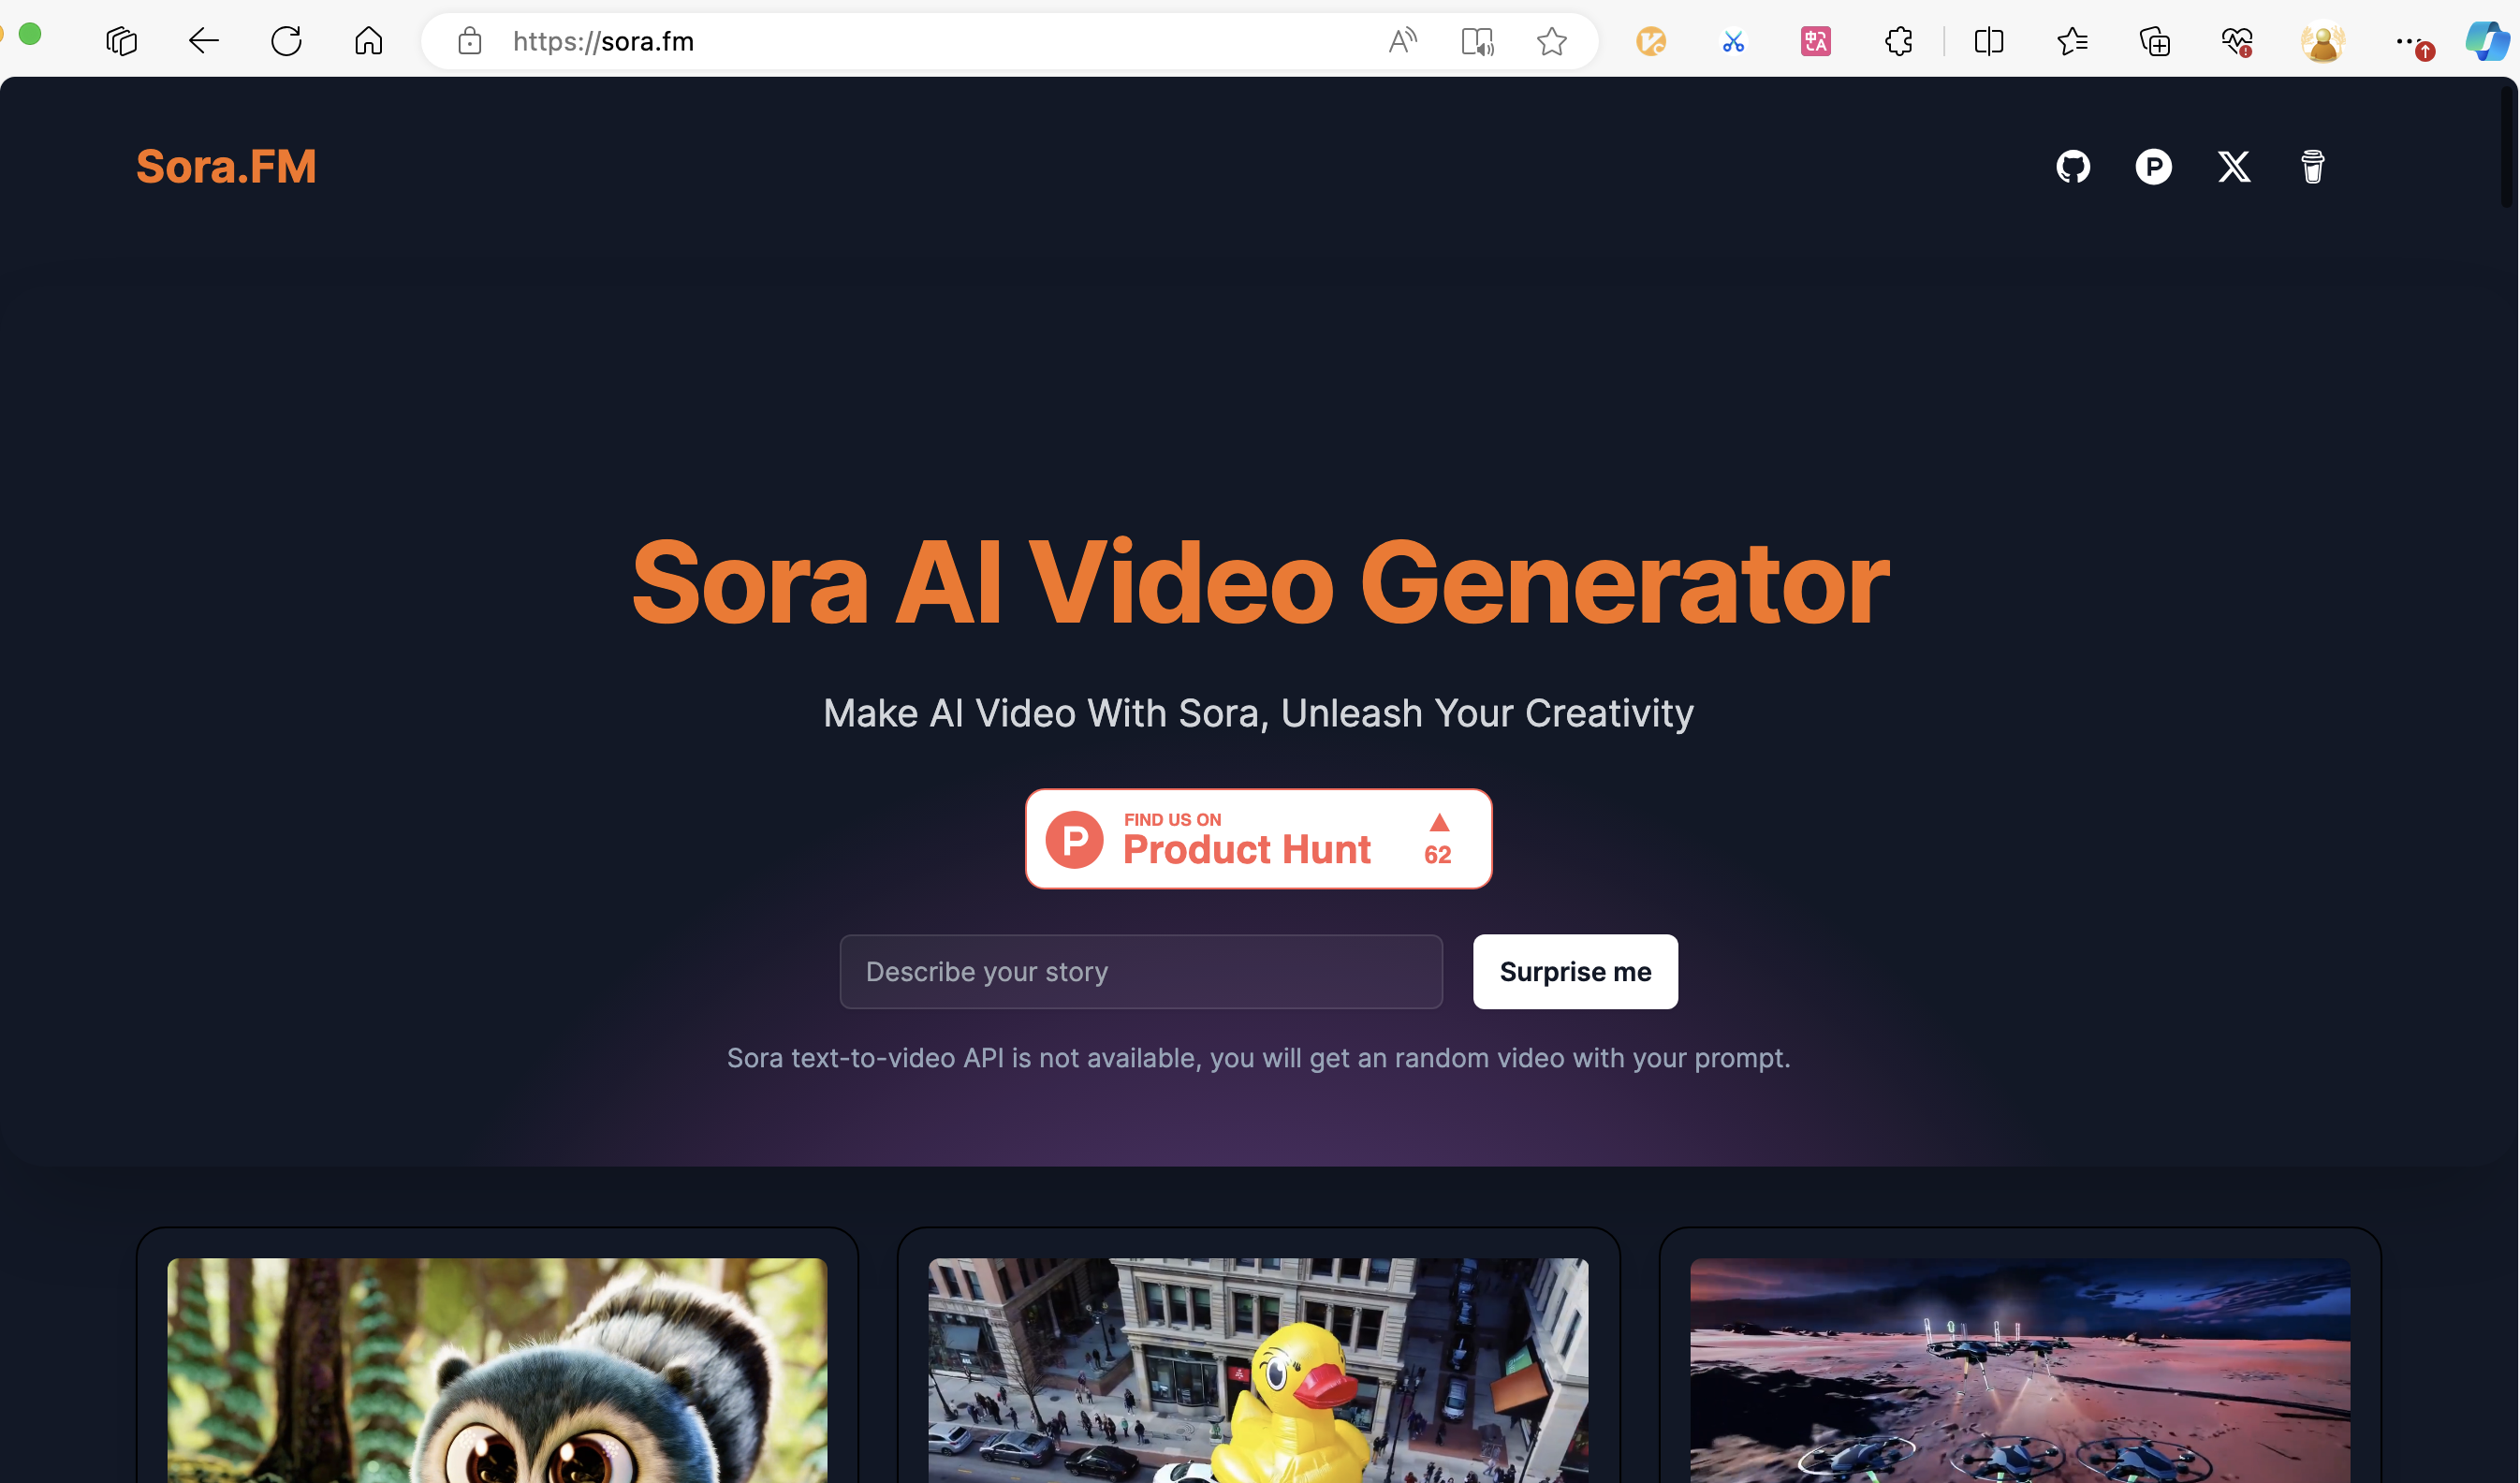 https://sora.fm
Sora.FM
Sora AI Video Generator
Make AI Video With Sora, Unleash Your Creativity
FIND US ON
Product Hunt
62
Describe your story
Surprise me
Sora text-to-video API is not available, you will get an random video with your prompt.